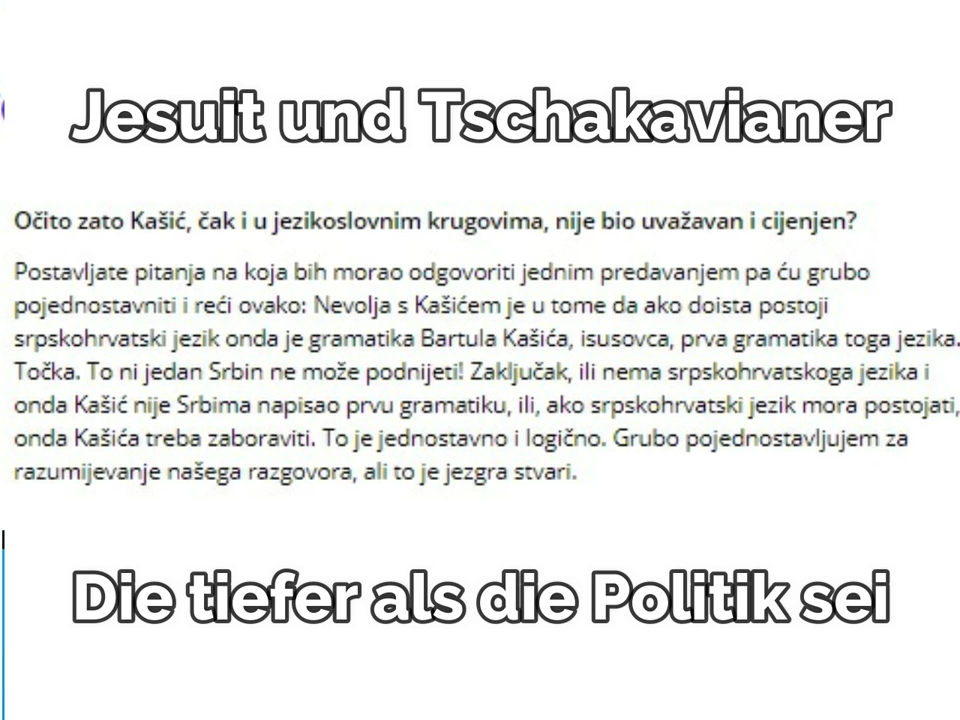 Jesuit und Tschakavianer
Očito zato Kašić, čak i u jezikoslovnim krugovima, nije bio uvažavan i cijenjen?
Postavljate pitanja na koja bih morao odgovoriti jednim predavanjem pa ću grubo
pojednostavniti i reći ovako: Nevolja s Kašićem je u tome da ako doista postoji
srpskohrvatski jezik onda je gramatika Bartula Kašića, isusovca, prva gramatika toga jezika.
Točka. To ni jedan Srbin ne može podnijeti! Zaključak, ili nema srpskohrvatskoga jezika i
onda Kašić nije Srbima napisao prvu gramatiku, ili, ako srpskohrvatski jezik mora postojati,
onda Kašića treba zaboraviti. To je jednostavno i logično. Grubo pojednostavljujem za
razumijevanje našega razgovora, ali to je jezgra stvari.
Die tiefer als die Politik sei